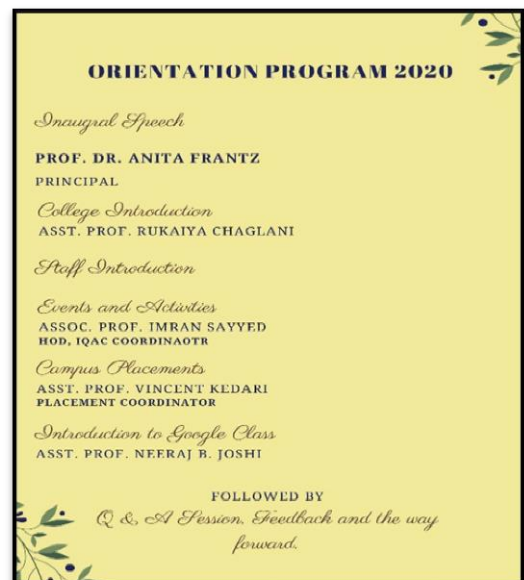 ORIENTATION PROGRAM 2020
Inaugral Speech
PROF. DR. ANITA FRANTZ
PRINCIPAL
College Introduction
ASST. PROF. RUKAIYA CHAGLANI
Staff Introduction
Events and Activities
ASSOC. PROF. IMRAN SAYYED
HOD, IQAC COORDINAOTR
Campus Placements
ASST. PROF. VINCENT KEDARI
PLACEMENT COORDINATOR
Introduction to Google Class
ASST. PROF. NEERAJ B. JOSHI
FOLLOWED BY
Q & A Session, Feedback and the way
forward.